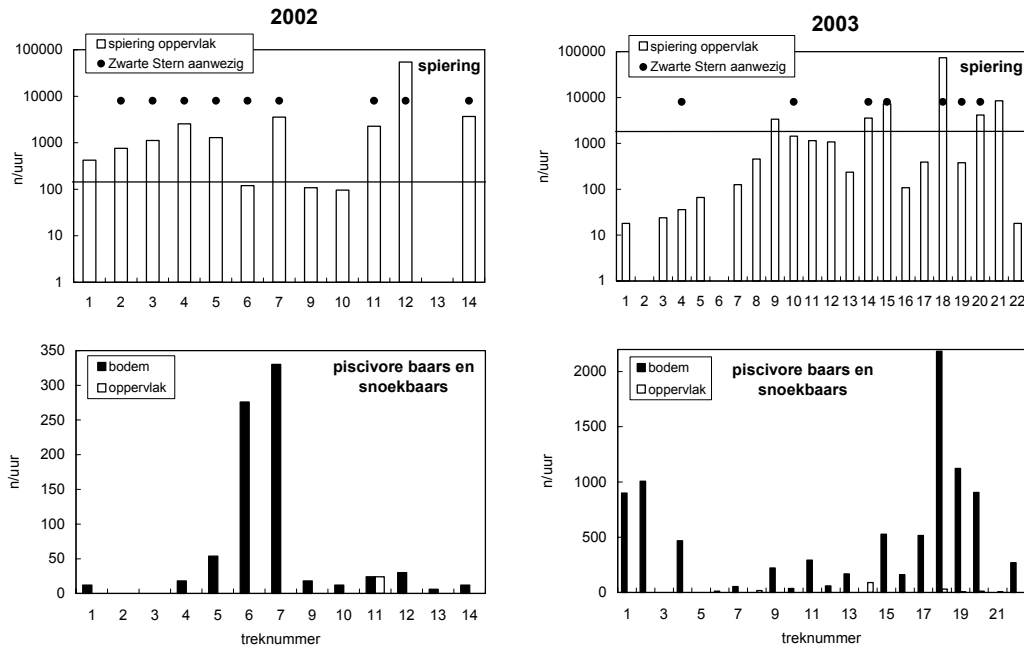 2002
100000
10000
1000
100
10
1
n/uur
spiering oppervlak
Zwarte Stern aanwezig
spiering
1 2 3 4 5 6 7 9 10 11 12 13 14
2003
100000
10000
1000
100
10
1
n/uur
spiering oppervlak
Zwarte Stern aanwezig
spiering
1 2 3 4 5 6 7 8 9 10 11 12 13 14 15 16 17 18 19 20 21 22
350
300
250
200
150
100
50
0
n/uur
bodem
oppervlak
piscivore baars en
snoekbaars
1 2 3 4 5 6 7 9 10 11 12 13 14
treknummer
2000
1500
1000
500
0
n/uur
bodem
oppervlak
piscivore baars en
snoekbaars
1 3 5 7 9 11 13 15 17 19 21
treknummer